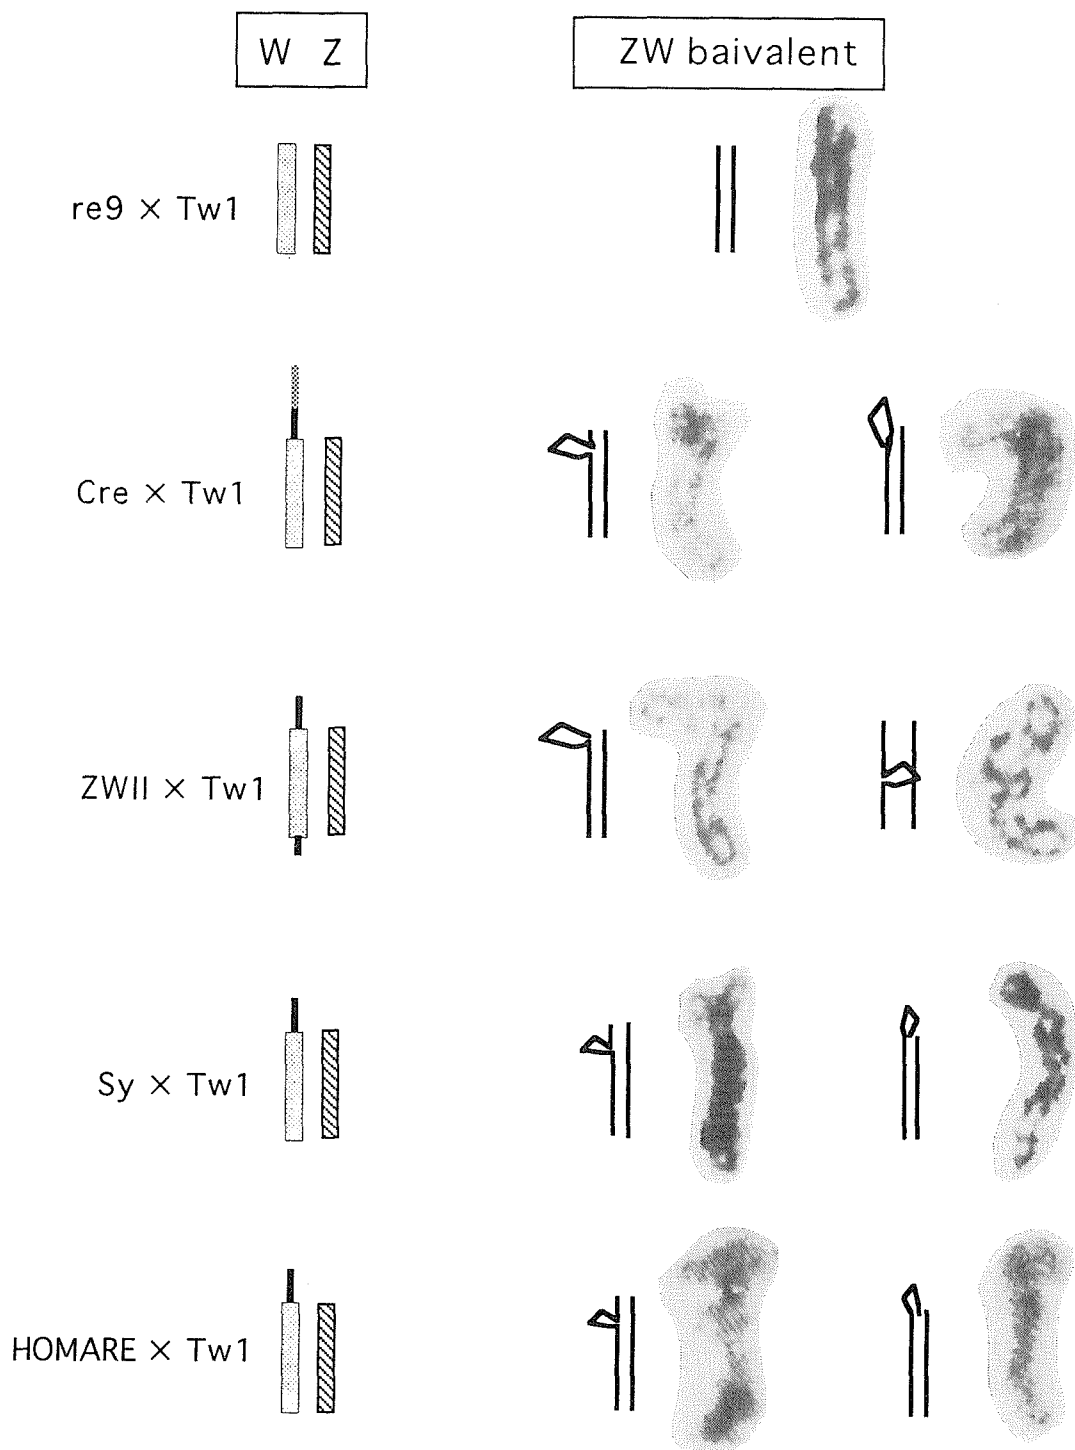 W Z
ZW baivalent
re9 × Tw1
Cre × Tw1
ZWII × Tw1
Sy × Tw1
HOMARE × Tw1